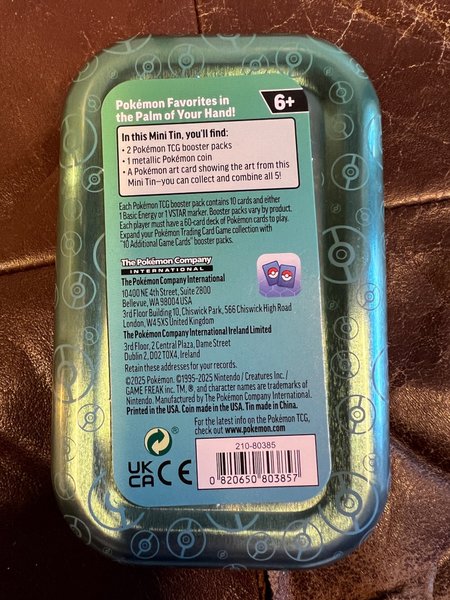 Pokémon Favorites in
the Palm of Your Hand!
6+
In this Mini Tin, you'll find:
• 2 Pokémon TCG booster packs
• 1 metallic Pokémon coin
• A Pokémon art card showing the art from this
Mini Tin—you can collect and combine all 5!
Each Pokémon TCG booster pack contains 10 cards and either
1 Basic Energy or 1 VSTAR marker. Booster packs vary by product.
Each player must have a 60-card deck of Pokémon cards to play.
Expand your Pokémon Trading Card Game collection with
"10 Additional Game Cards" booster packs.
The Pokémon Company
INTERNATIONAL
The Pokémon Company International
10400 NE 4th Street, Suite 2800
Bellevue, WA 98004 USA
3rd Floor Building 10, Chiswick Park, 566 Chiswick High Road
London, W4 5XS United Kingdom
The Pokémon Company International Ireland Limited
3rd Floor, 2 Central Plaza, Dame Street
Dublin 2, D02 T0X4, Ireland
Retain these addresses for your records.
©2025 Pokémon. ©1995-2025 Nintendo / Creatures Inc. /
GAME FREAK inc. TM, ®, and character names are trademarks of
Nintendo. Manufactured by The Pokémon Company International.
Printed in the USA. Coin made in the USA. Tin made in China.
For the latest info on the Pokémon TCG,
check out www.pokemon.com
210-80385
UK
CA CE
0 820650 803857